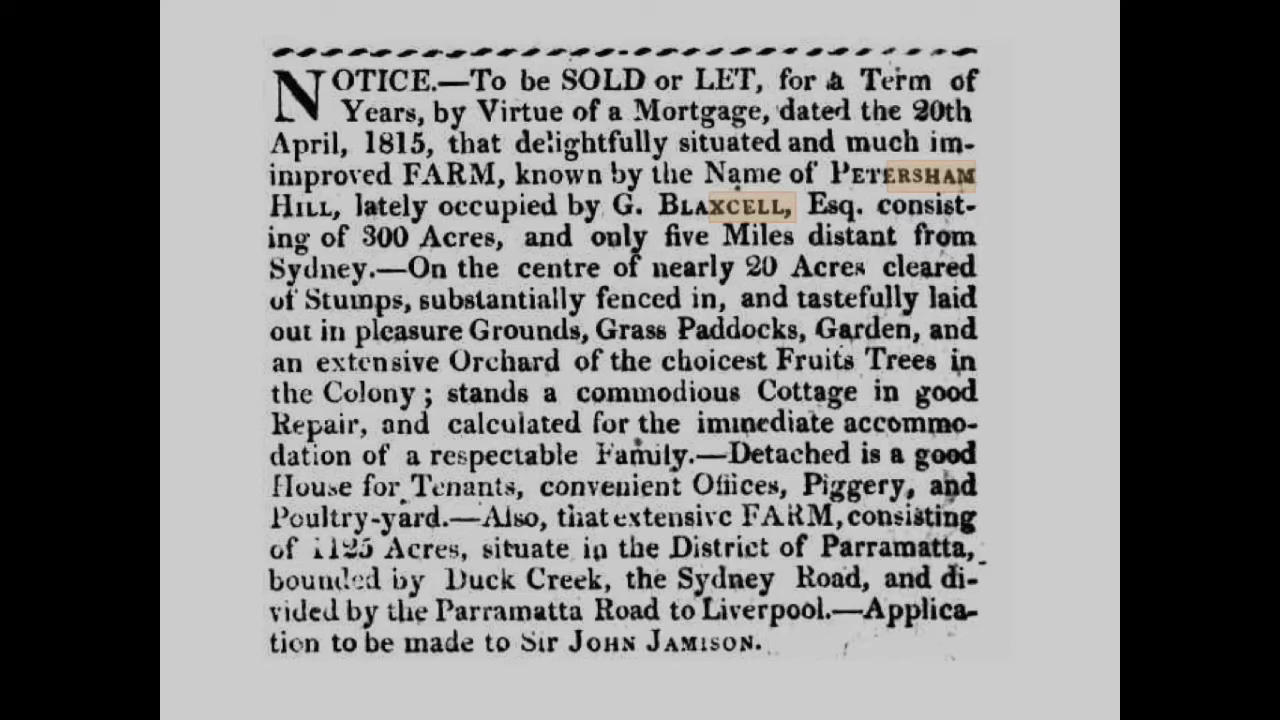 NOTICE.—To be SOLD or LET, for a Term of
Years, by Virtue of a Mortgage, dated the 20th
April, 1815, that delightfully situated and much im-
improved FARM, known by the Name of PETERSHAM
HILL, lately occupied by G. BLAXCELL, Esq. consist-
ing of 300 Acres, and only five Miles distant from
Sydney.—On the centre of nearly 20 Acres cleared
of Stumps, substantially fenced in, and tastefully laid
out in pleasure Grounds, Grass Paddocks, Garden, and
an extensive Orchard of the choicest Fruits Trees in
the Colony; stands a commodious Cottage in good
Repair, and calculated for the immediate accommo-
dation of a respectable Family.—Detached is a good
House for Tenants, convenient Offices, Piggery, and
Poultry-yard.—Also, that extensive FARM, consisting
of 1125 Acres, situate in the District of Parramatta,
bounded by Duck Creek, the Sydney Road, and di-
vided by the Parramatta Road to Liverpool.—Applica-
tion to be made to Sir JOHN JAMISON.